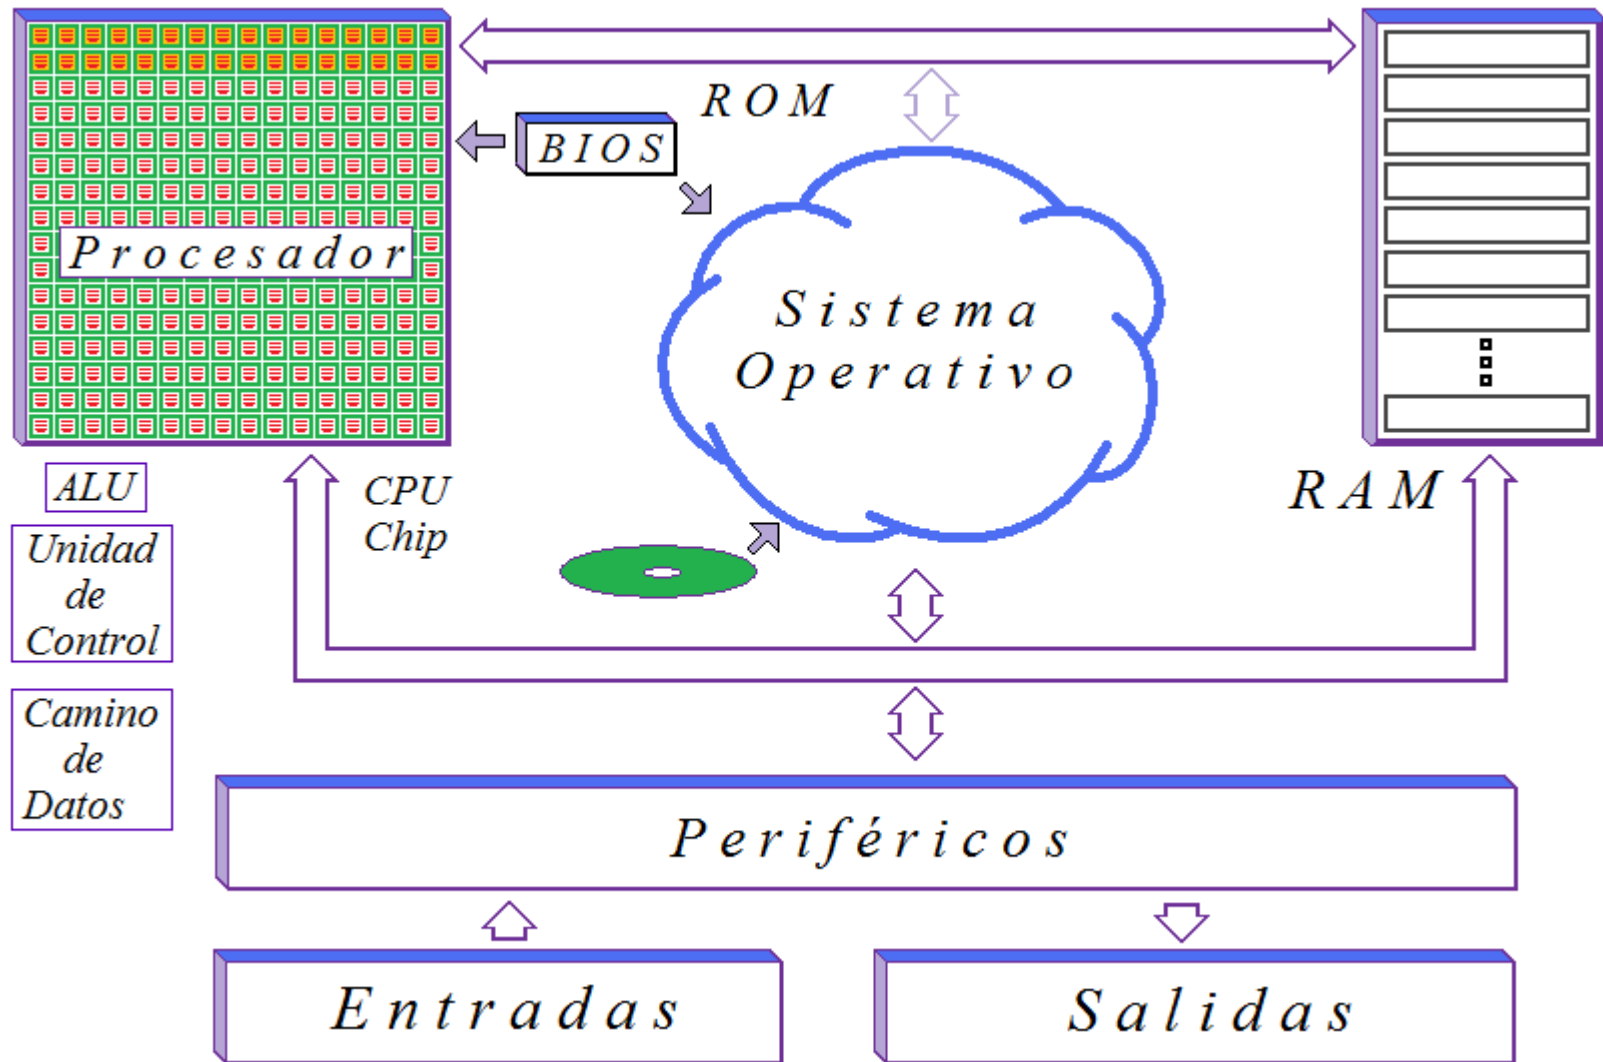 ROM
BIOS
Procesador
Sistema
Operativo
ALU
CPU
Chip
RAM
Unidad
de
Control
Camino
de
Datos
Periféricos
Entradas
Salidas